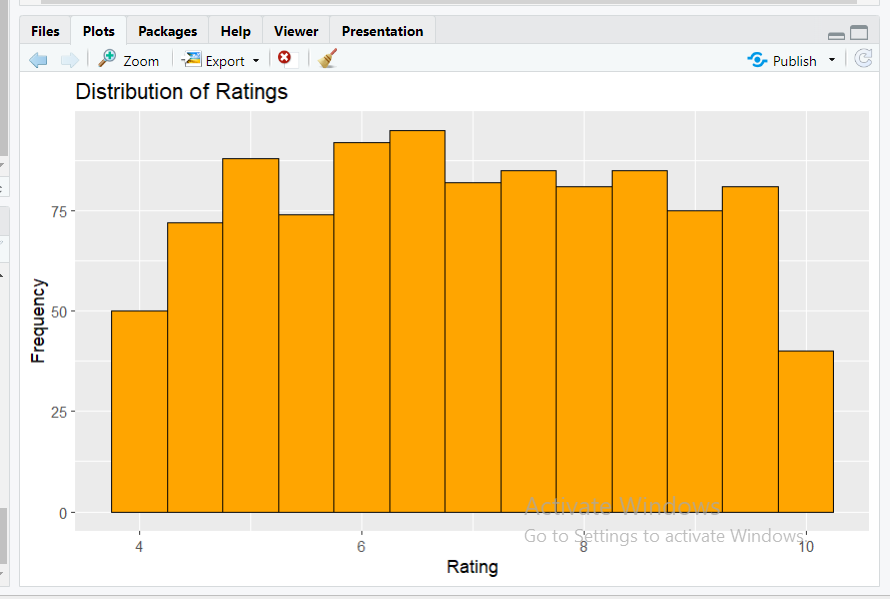 Files Plots Packages Help Viewer Presentation
Zoom Export Publish
Distribution of Ratings
75
50
25
0
Frequency
4 6 8 10
Rating
Activate Windows
Go to Settings to activate Windows.